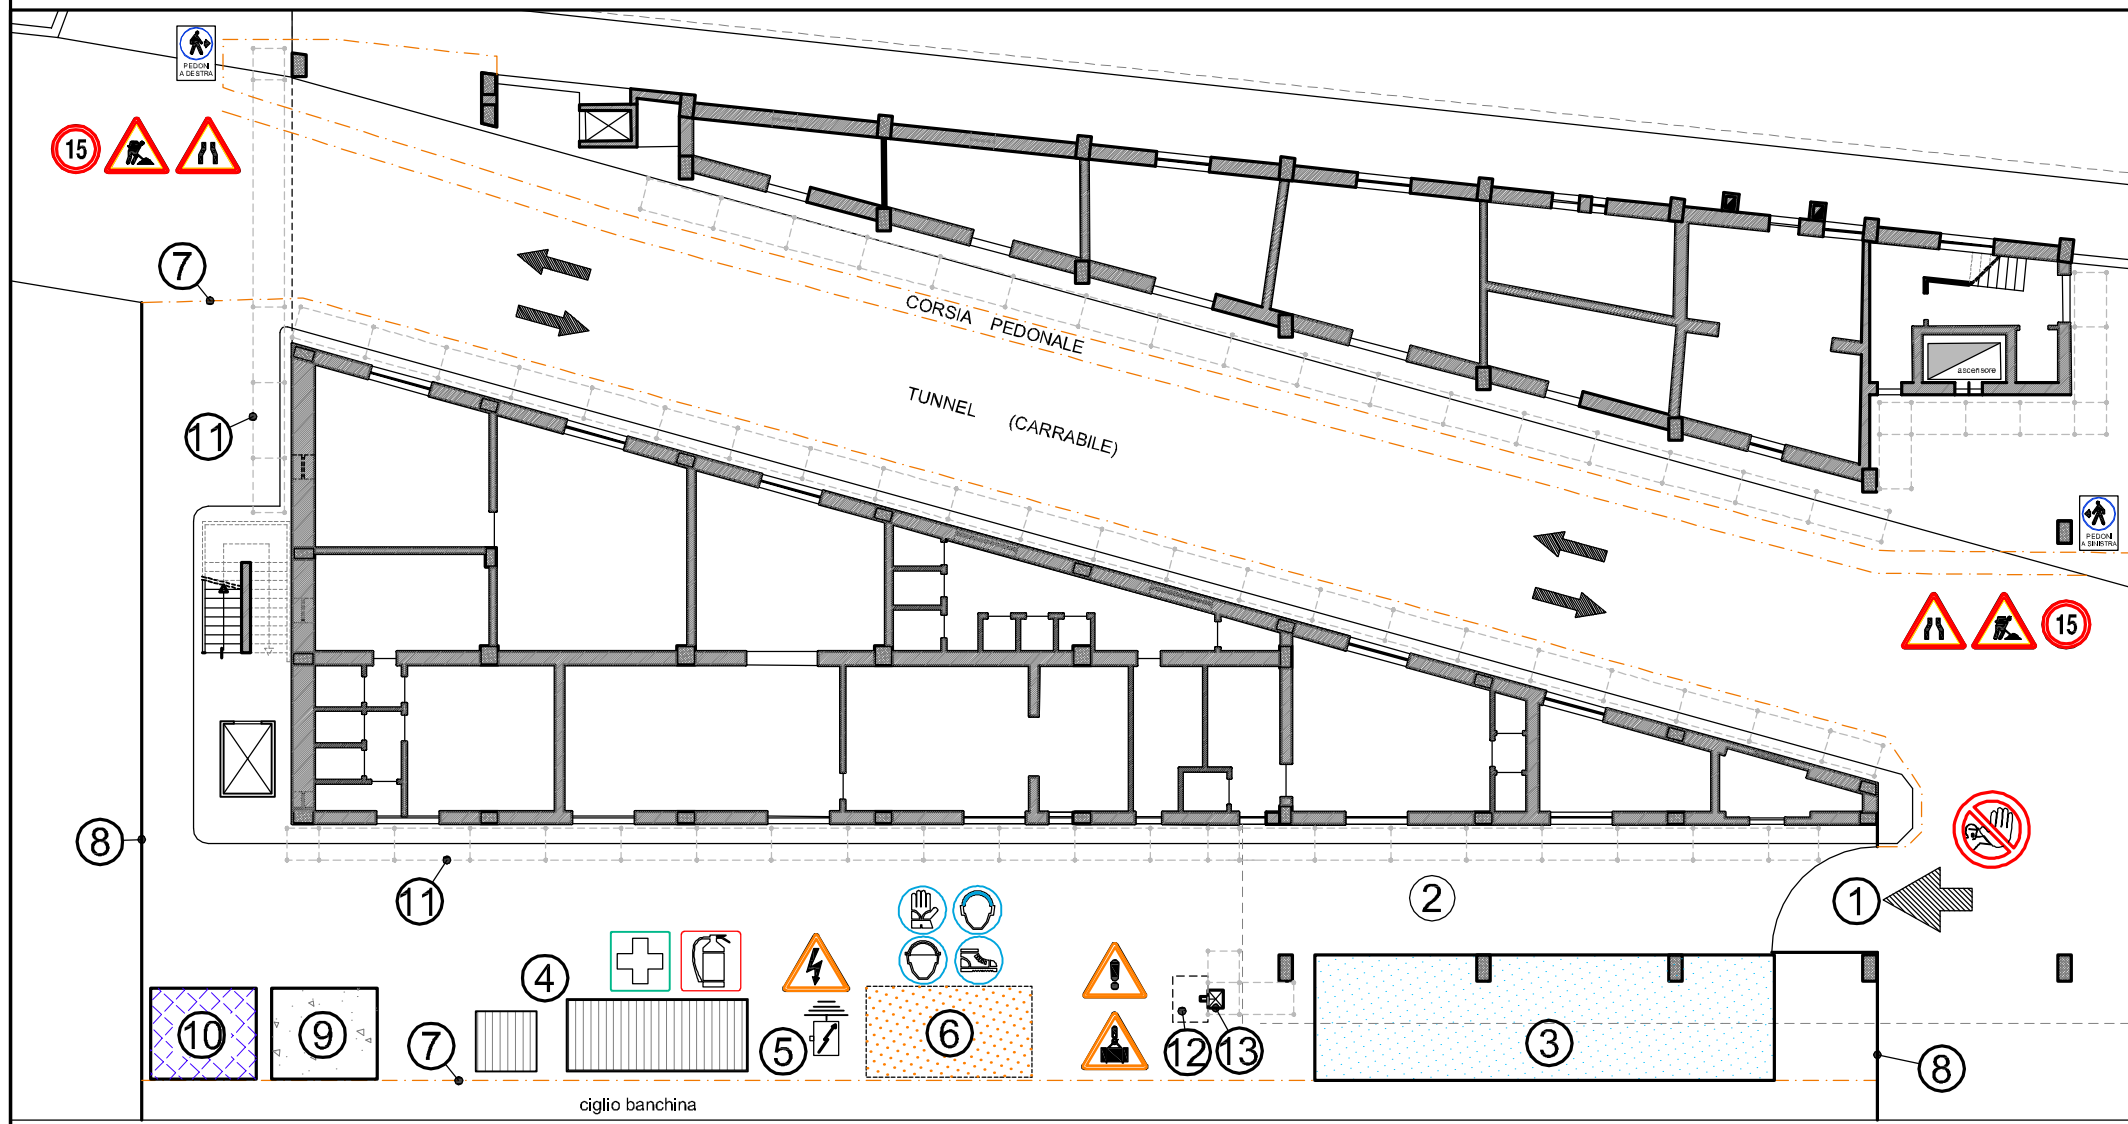 PEDONI
A DESTRA
15
7
CORSIA PEDONALE
ascensore
TUNNEL (CARRABILE)
11
PEDONI
A SINISTRA
15
8
11
2
1
4
10
9
7
5
6
12
13
3
8
ciglio banchina